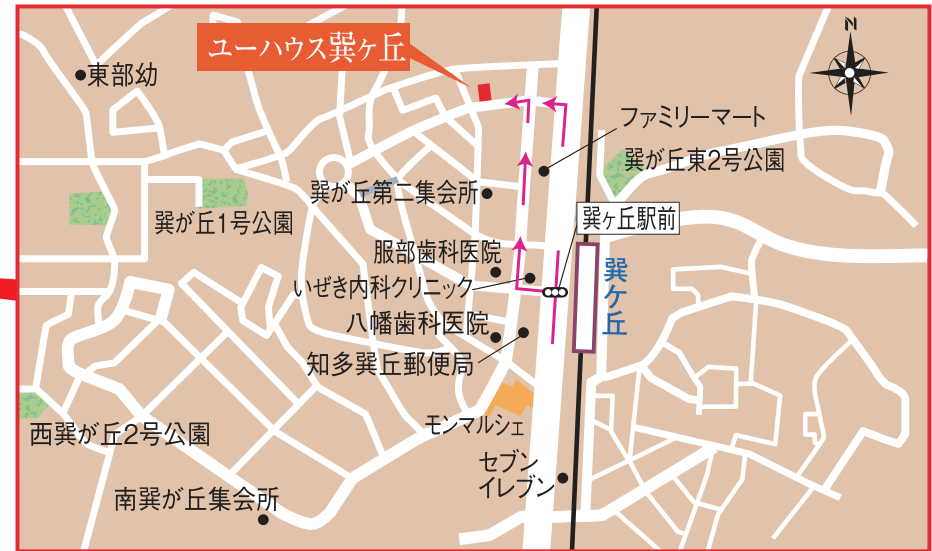 N
ユーハウス巽ヶ丘
東部幼
ファミリーマート
巽が丘東2号公園
巽が丘第二集会所
巽が丘1号公園
巽ヶ丘駅前
服部歯科医院
いぜき内科クリニック
巽ケ丘
八幡歯科医院
知多巽丘郵便局
モンマルシェ
西巽が丘2号公園
セブン
イレブン
南巽が丘集会所